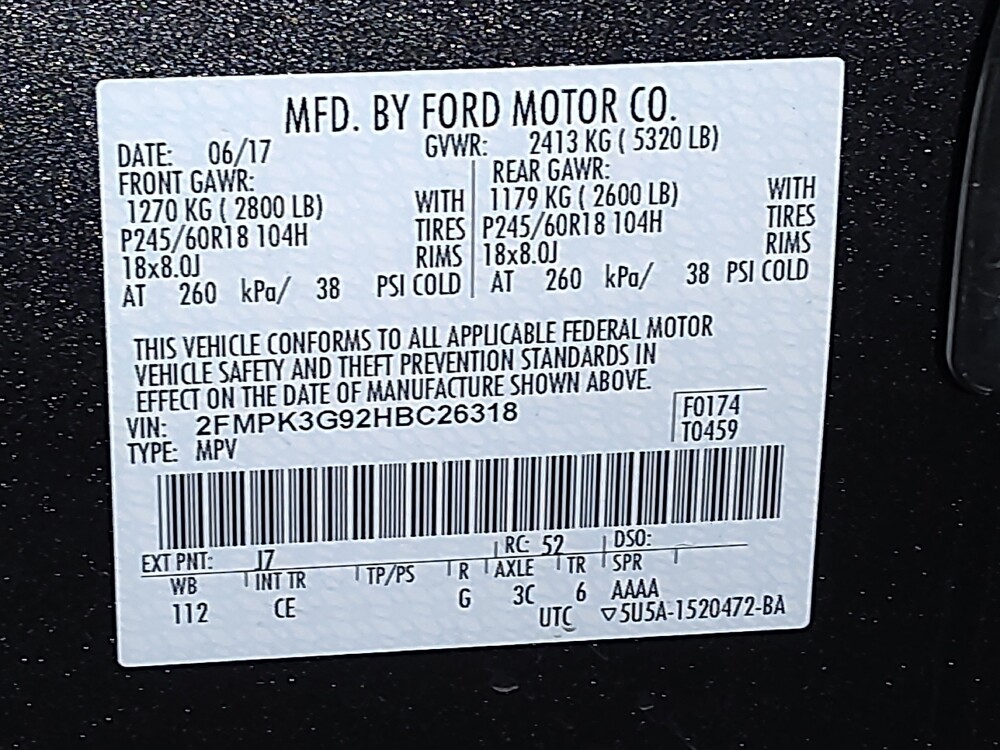 MFD. BY FORD MOTOR CO.
DATE: 06/17 GVWR: 2413 KG ( 5320 LB)
FRONT GAWR: REAR GAWR:
1270 KG ( 2800 LB) WITH 1179 KG ( 2600 LB) WITH
P245/60R18 104H TIRES P245/60R18 104H TIRES
18x8.0J RIMS 18x8.0J RIMS
AT 260 kPa/ 38 PSI COLD AT 260 kPa/ 38 PSI COLD
THIS VEHICLE CONFORMS TO ALL APPLICABLE FEDERAL MOTOR
VEHICLE SAFETY AND THEFT PREVENTION STANDARDS IN
EFFECT ON THE DATE OF MANUFACTURE SHOWN ABOVE.
VIN: 2FMPK3G92HBC26318 F0174
TYPE: MPV T0459
EXT PNT: J7 RC: 52 DSO:
WB INT TR TP/PS R AXLE TR SPR
112 CE G 3C 6 AAAA
UTC ▽5U5A-1520472-BA